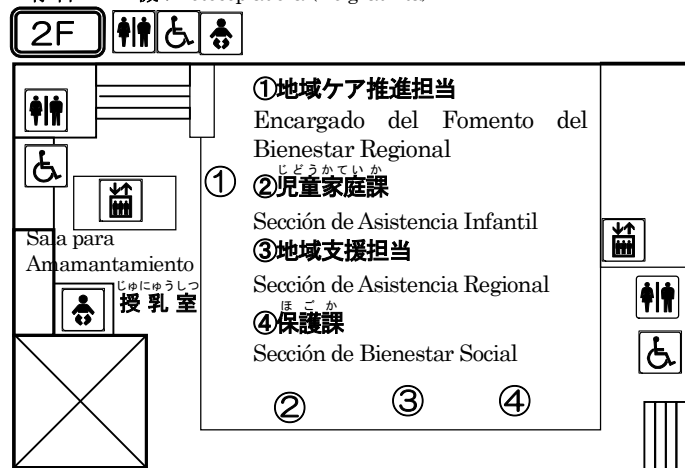 2F
①地域ケア推進担当
Encargado del Fomento del
Bienestar Regional
じどうかていか
②児童家庭課
Sección de Asistencia Infantil
③地域支援担当
Sección de Asistencia Regional
ほごか
④保護課
Sección de Bienestar Social
①
Sala para
Amamantamiento
じゅにゅうしつ
授乳室
② ③ ④